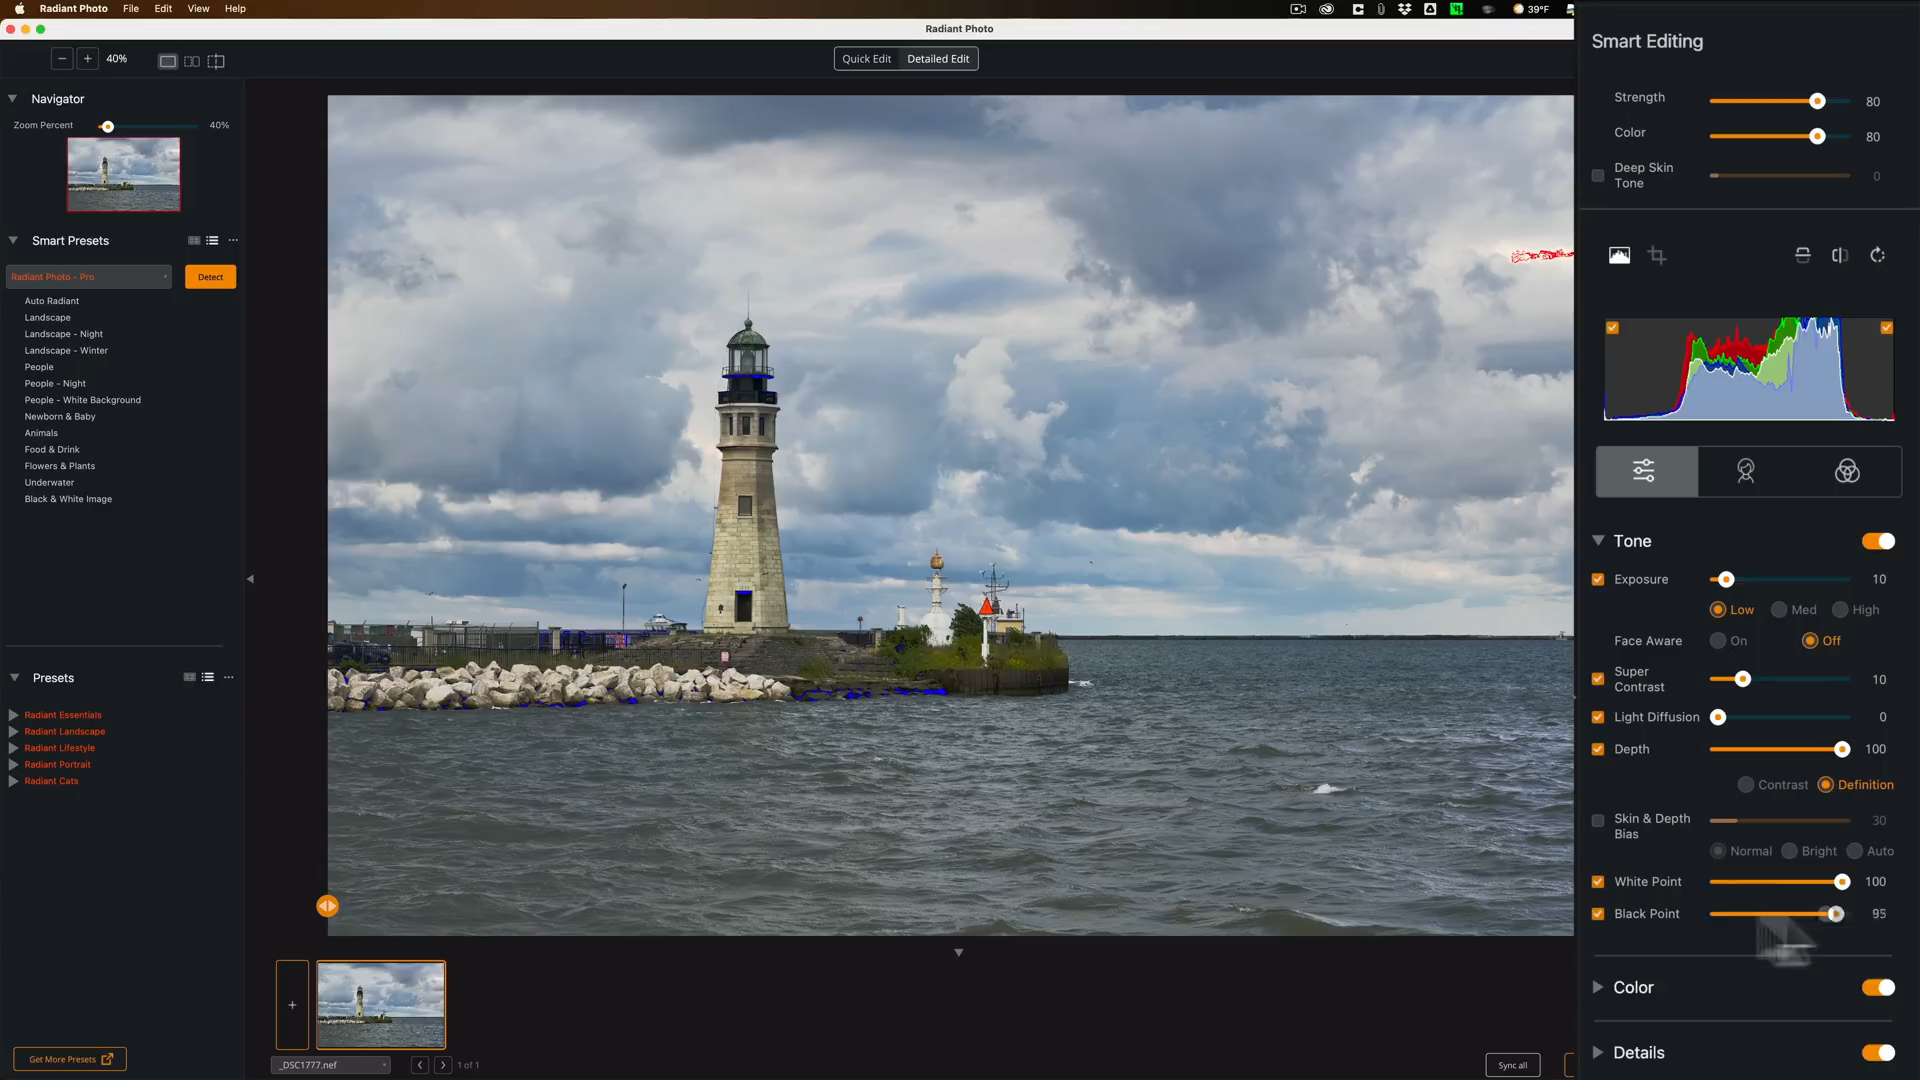 Radiant Photo File Edit View Help
39°F
Radiant Photo
40%
Quick Edit Detailed Edit
Navigator
Zoom Percent 40%
Smart Presets
Radiant Photo - Pro Detect
Auto Radiant
Landscape
Landscape - Night
Landscape - Winter
People
People - Night
People - White Background
Newborn & Baby
Animals
Food & Drink
Flowers & Plants
Underwater
Black & White Image
Presets
Radiant Essentials
Radiant Landscape
Radiant Lifestyle
Radiant Portrait
Radiant Cats
Get More Presets
_DSC1777.nef
1 of 1
Sync all
Smart Editing
Strength 80
Color 80
Deep Skin
Tone 0
Tone
Exposure 10
Low Med High
Face Aware On Off
Super
Contrast 10
Light Diffusion 0
Depth 100
Contrast Definition
Skin & Depth
Bias 30
Normal Bright Auto
White Point 100
Black Point 95
Color
Details